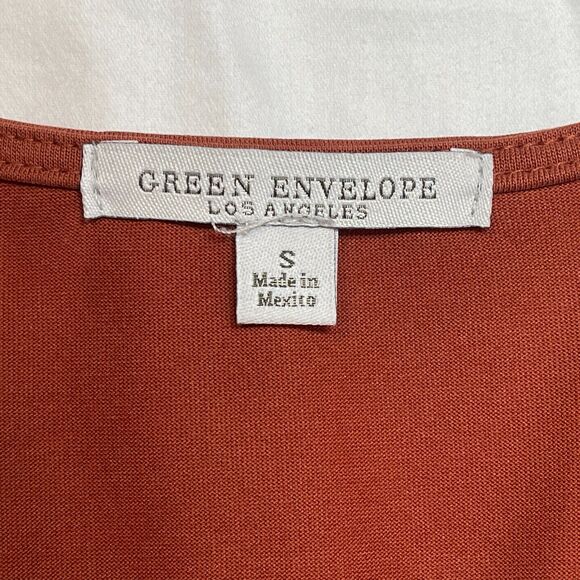 GREEN ENVELOPE
LOS ANGELES
S
Made in
Mexico